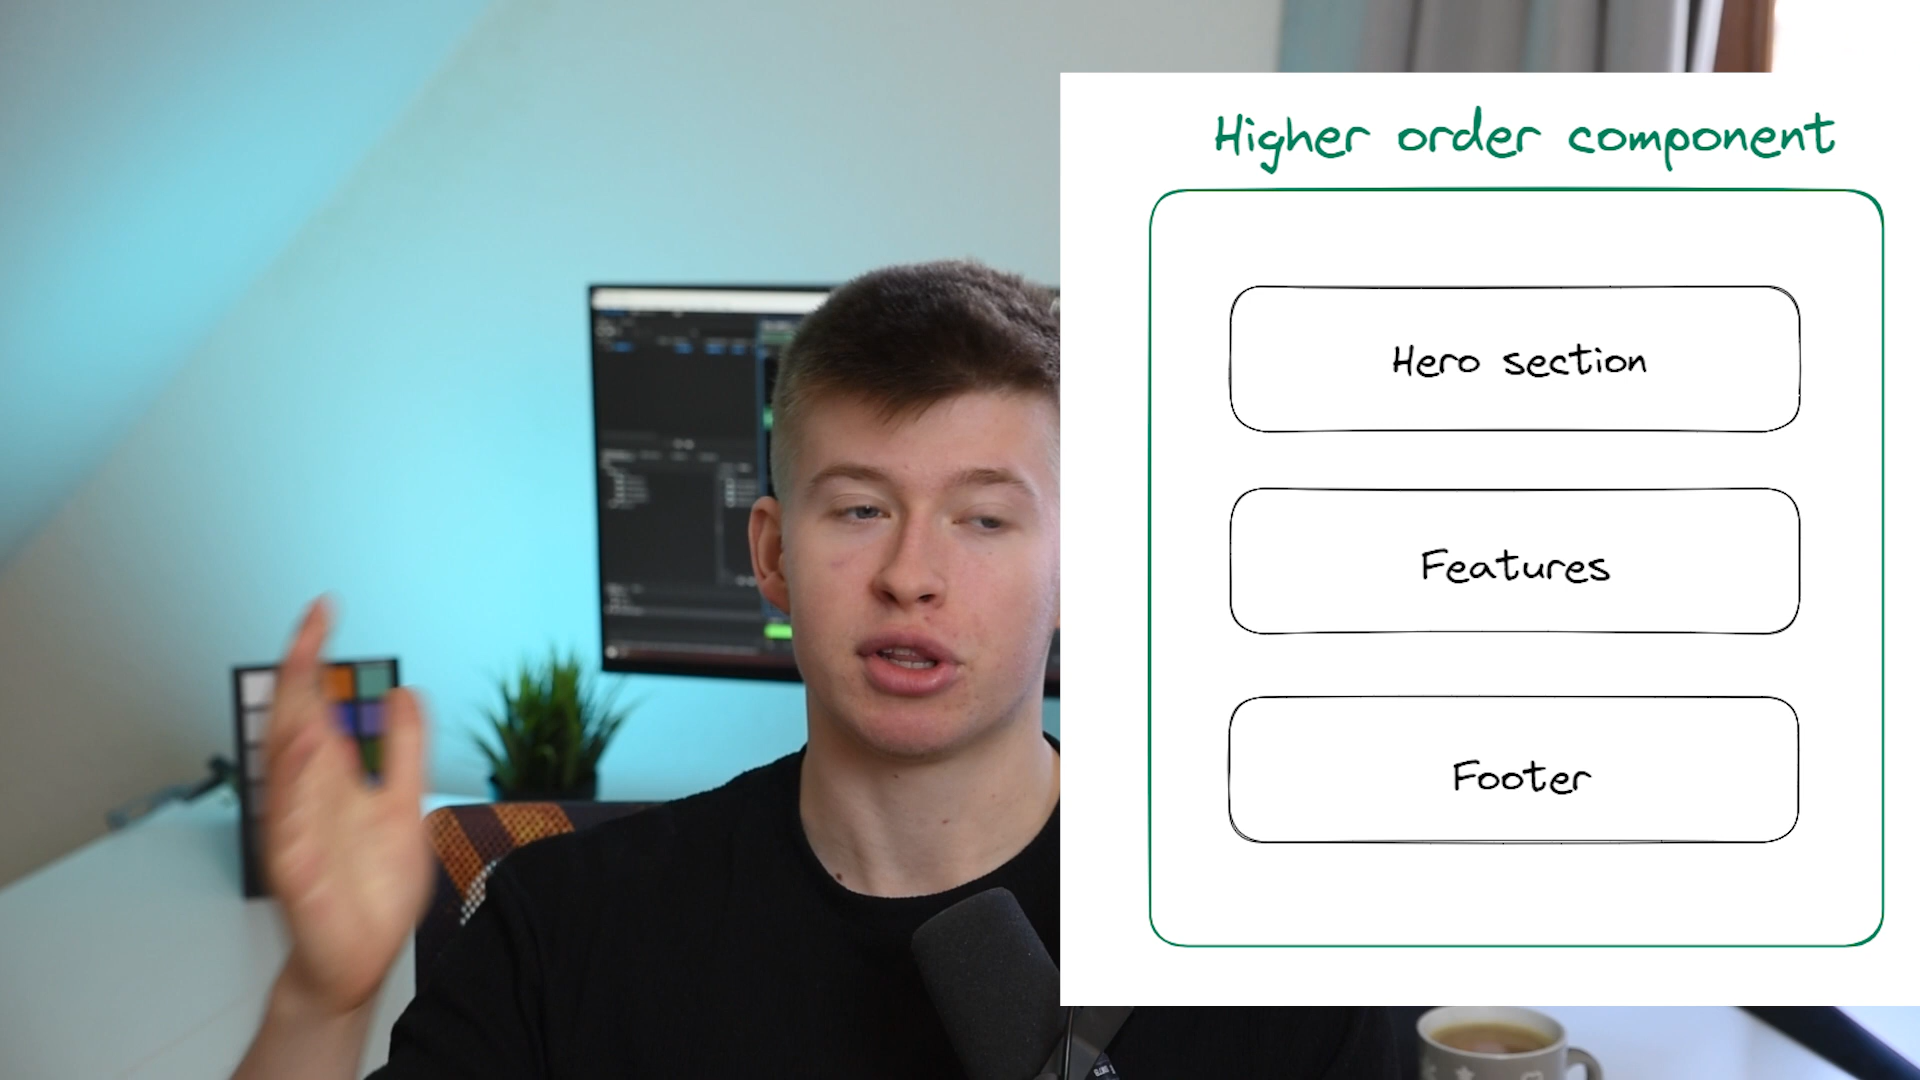 Higher order component
Hero section
Features
Footer